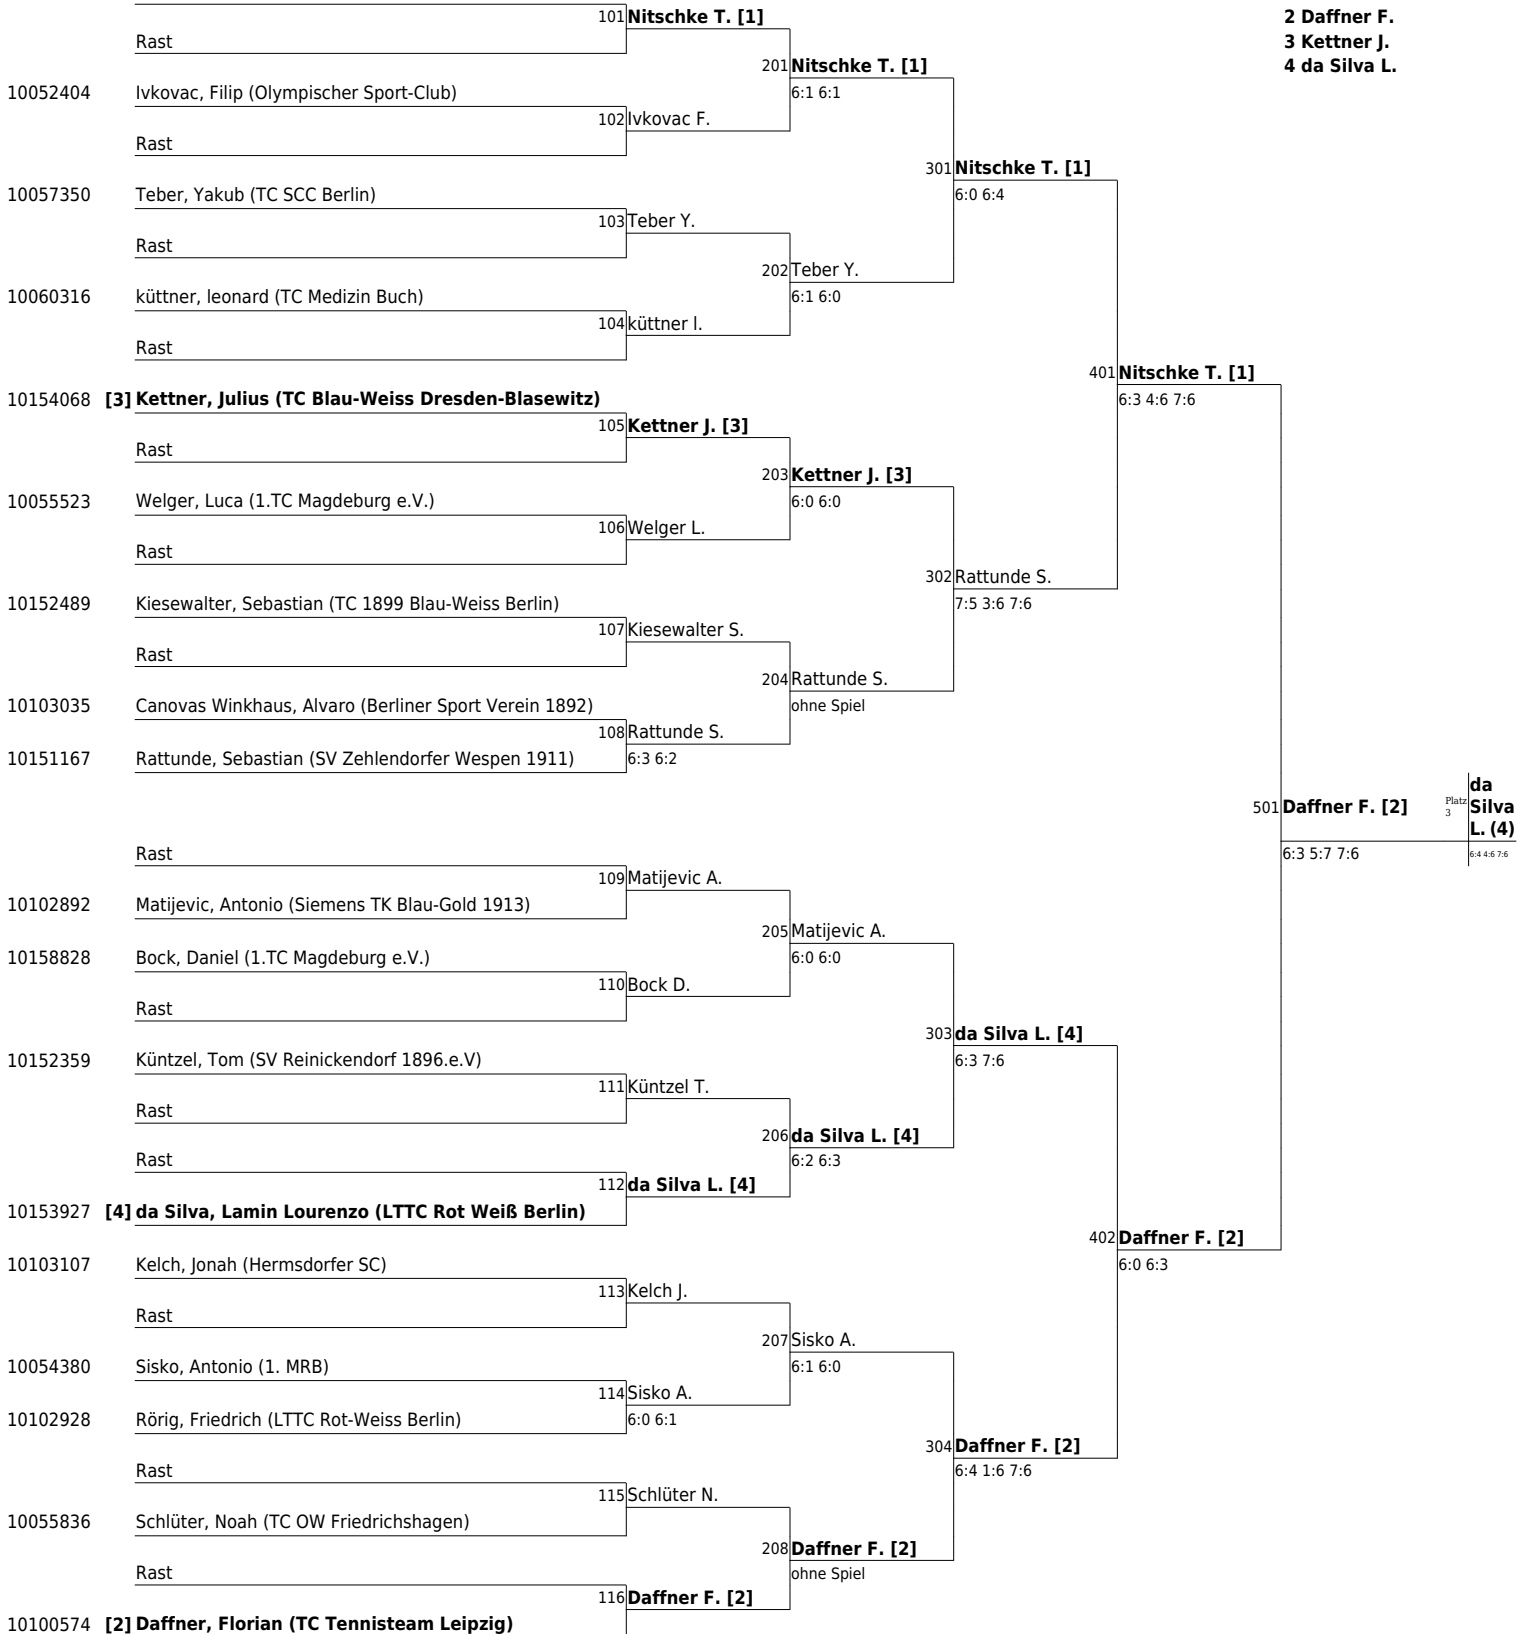 101 Nitschke T. [1]
2 Daffner F.
Rast
3 Kettner J.
201 Nitschke T. [1]
4 da Silva L.
10052404 Ivkovac, Filip (Olympischer Sport-Club)
6:1 6:1
102 Ivkovac F.
Rast
301 Nitschke T. [1]
10057350 Teber, Yakub (TC SCC Berlin)
6:0 6:4
103 Teber Y.
Rast
202 Teber Y.
10060316 küttner, leonard (TC Medizin Buch)
6:1 6:0
104 küttner l.
Rast
401 Nitschke T. [1]
10154068 [3] Kettner, Julius (TC Blau-Weiss Dresden-Blasewitz)
6:3 4:6 7:6
105 Kettner J. [3]
Rast
203 Kettner J. [3]
10055523 Welger, Luca (1.TC Magdeburg e.V.)
6:0 6:0
106 Welger L.
Rast
302 Rattunde S.
10152489 Kiesewalter, Sebastian (TC 1899 Blau-Weiss Berlin)
7:5 3:6 7:6
107 Kiesewalter S.
Rast
204 Rattunde S.
10103035 Canovas Winkhaus, Alvaro (Berliner Sport Verein 1892)
ohne Spiel
108 Rattunde S.
10151167 Rattunde, Sebastian (SV Zehlendorfer Wespen 1911)
6:3 6:2
501 Daffner F. [2]
Platz
3
da
Silva
L. (4)
6:3 5:7 7:6
6:4 4:6 7:6
Rast
109 Matijevic A.
10102892 Matijevic, Antonio (Siemens TK Blau-Gold 1913)
205 Matijevic A.
10158828 Bock, Daniel (1.TC Magdeburg e.V.)
6:0 6:0
110 Bock D.
Rast
303 da Silva L. [4]
10152359 Küntzel, Tom (SV Reinickendorf 1896.e.V)
6:3 7:6
111 Küntzel T.
Rast
206 da Silva L. [4]
Rast
6:2 6:3
112 da Silva L. [4]
10153927 [4] da Silva, Lamin Lourenzo (LTTC Rot Weiß Berlin)
402 Daffner F. [2]
10103107 Kelch, Jonah (Hermsdorfer SC)
6:0 6:3
113 Kelch J.
Rast
207 Sisko A.
10054380 Sisko, Antonio (1. MRB)
6:1 6:0
114 Sisko A.
10102928 Rörig, Friedrich (LTTC Rot-Weiss Berlin)
6:0 6:1
304 Daffner F. [2]
Rast
6:4 1:6 7:6
115 Schlüter N.
10055836 Schlüter, Noah (TC OW Friedrichshagen)
208 Daffner F. [2]
Rast
ohne Spiel
116 Daffner F. [2]
10100574 [2] Daffner, Florian (TC Tennisteam Leipzig)